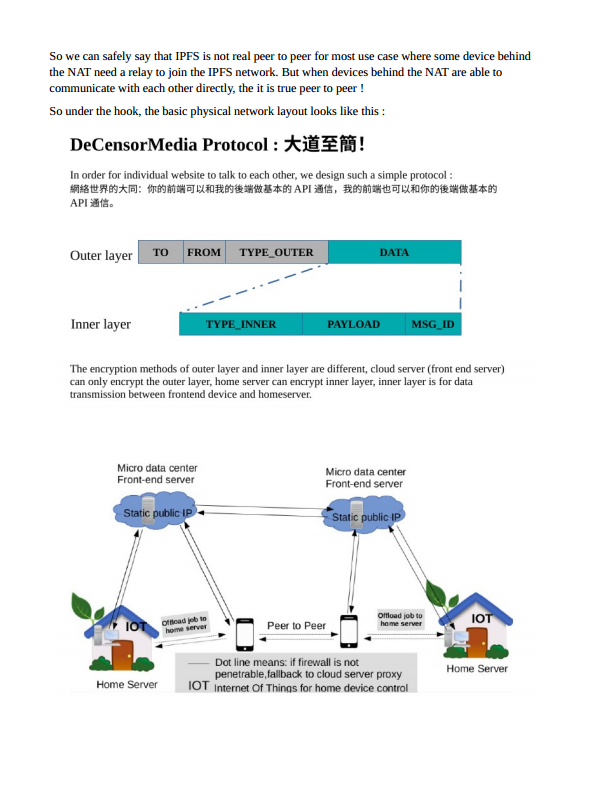 So we can safely say that IPFS is not real peer to peer for most use case where some device behind
the NAT need a relay to join the IPFS network. But when devices behind the NAT are able to
communicate with each other directly, the it is true peer to peer !
So under the hook, the basic physical network layout looks like this :
DeCensorMedia Protocol : 大道至簡！
In order for individual website to talk to each other, we design such a simple protocol :
網絡世界的大同：你的前端可以和我的後端做基本的 API 通信，我的前端也可以和你的後端做基本的
API 通信。
Outer layer TO FROM TYPE_OUTER DATA
Inner layer TYPE_INNER PAYLOAD MSG_ID
The encryption methods of outer layer and inner layer are different, cloud server (front end server)
can only encrypt the outer layer, home server can encrypt inner layer, inner layer is for data
transmission between frontend device and homeserver.
Micro data center
Front-end server
Micro data center
Front-end server
Static public IP
Static public IP
IOT
Offload job to
home server
Peer to Peer
Offload job to
home server
IOT
Home Server
Dot line means: if firewall is not
penetrable,fallback to cloud server proxy
IOT Internet Of Things for home device control
Home Server